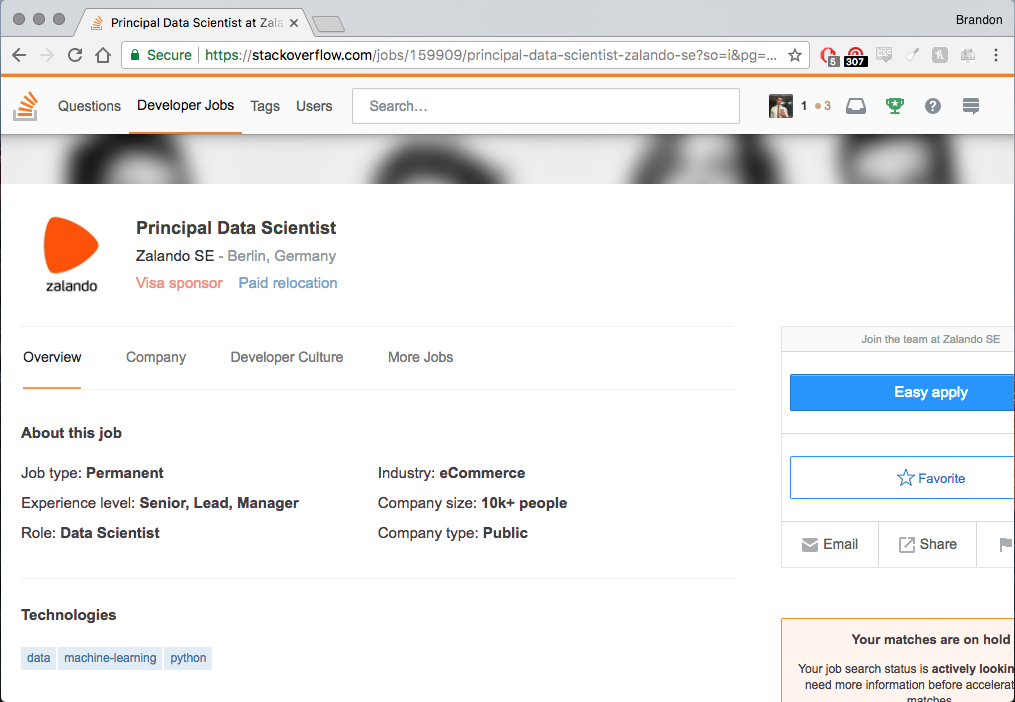 Principal Data Scientist at Zala
Brandon
Secure
https://stackoverflow.com/jobs/159909/principal-data-scientist-zalando-se?so=i&pg=...
5
307
CSS
Questions Developer Jobs Tags Users Search... 1 3
?
zalando
Principal Data Scientist
Zalando SE - Berlin, Germany
Visa sponsor Paid relocation
Overview Company Developer Culture More Jobs
Join the team at Zalando SE
Easy apply
Favorite
Email Share
About this job
Job type: Permanent
Experience level: Senior, Lead, Manager
Role: Data Scientist
Industry: eCommerce
Company size: 10k+ people
Company type: Public
Technologies
data machine-learning python
Your matches are on hold
Your job search status is actively lookin
need more information before accelerat
matches.